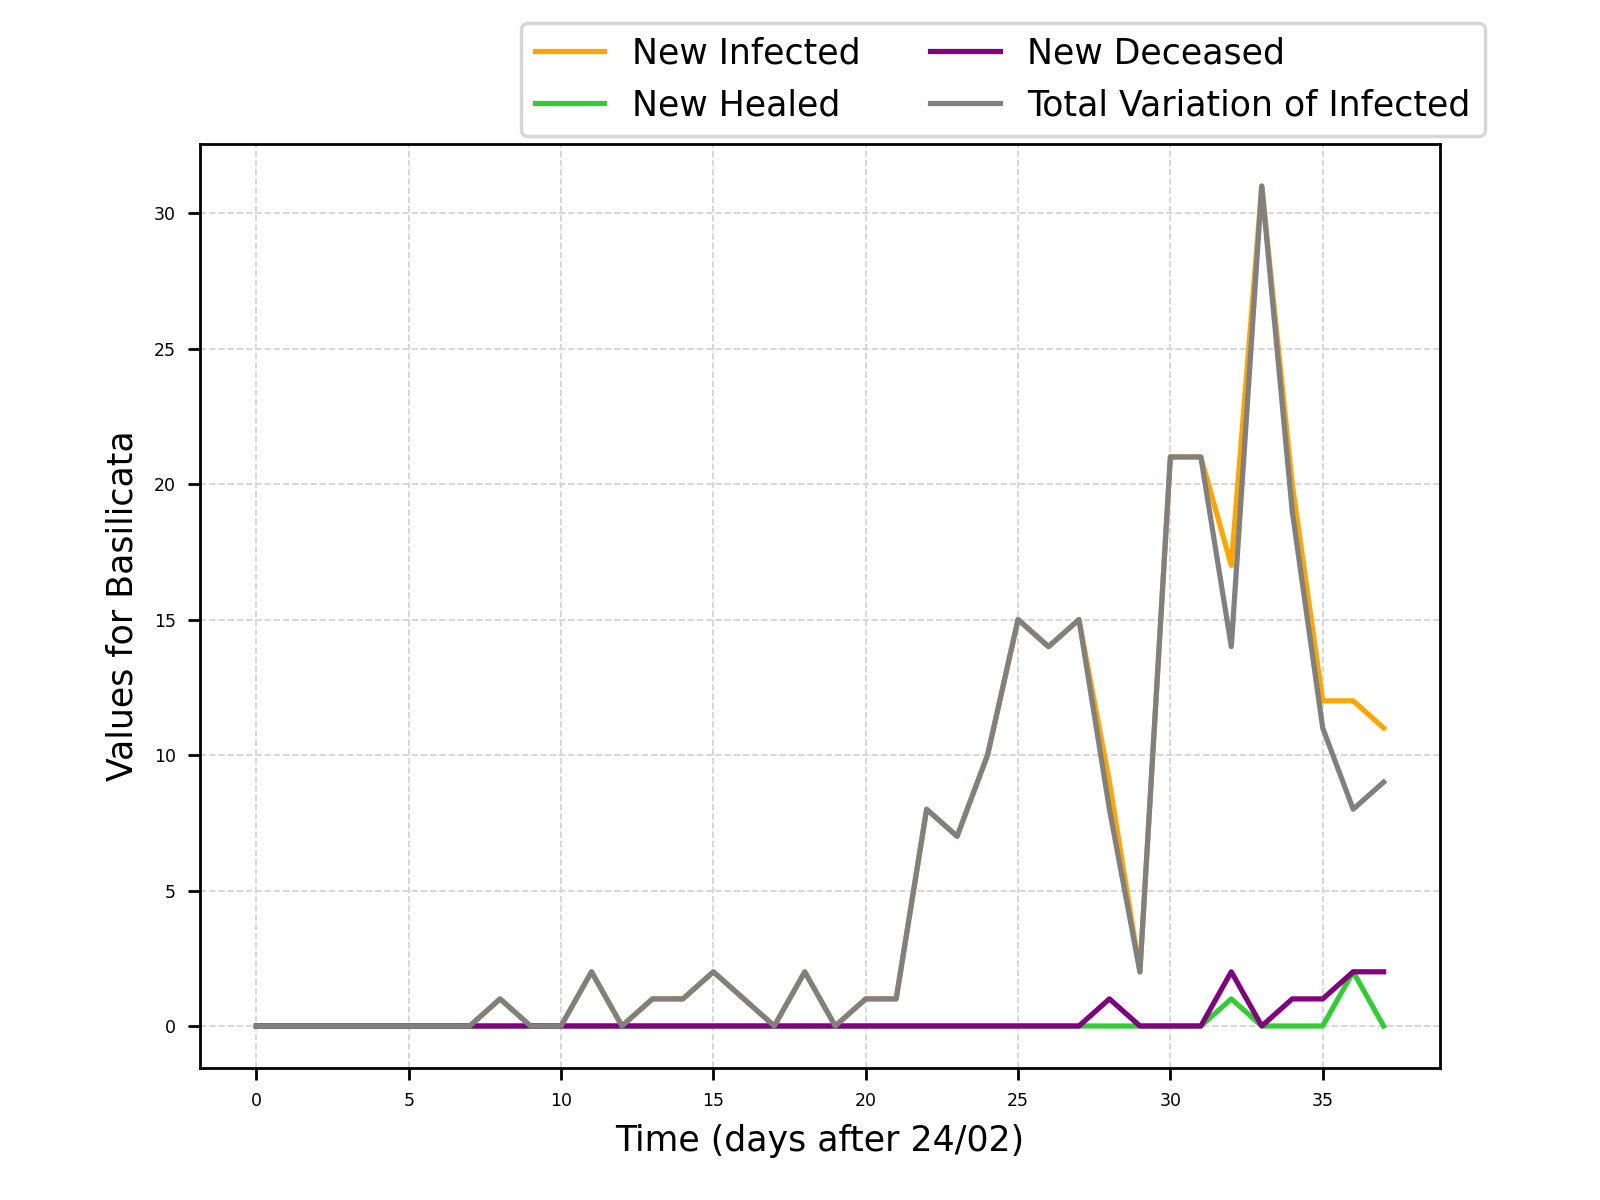 New Infected
New Healed
New Deceased
Total Variation of Infected
Values for Basilicata
30
25
20
15
10
5
0
0 5 10 15 20 25 30 35
Time (days after 24/02)